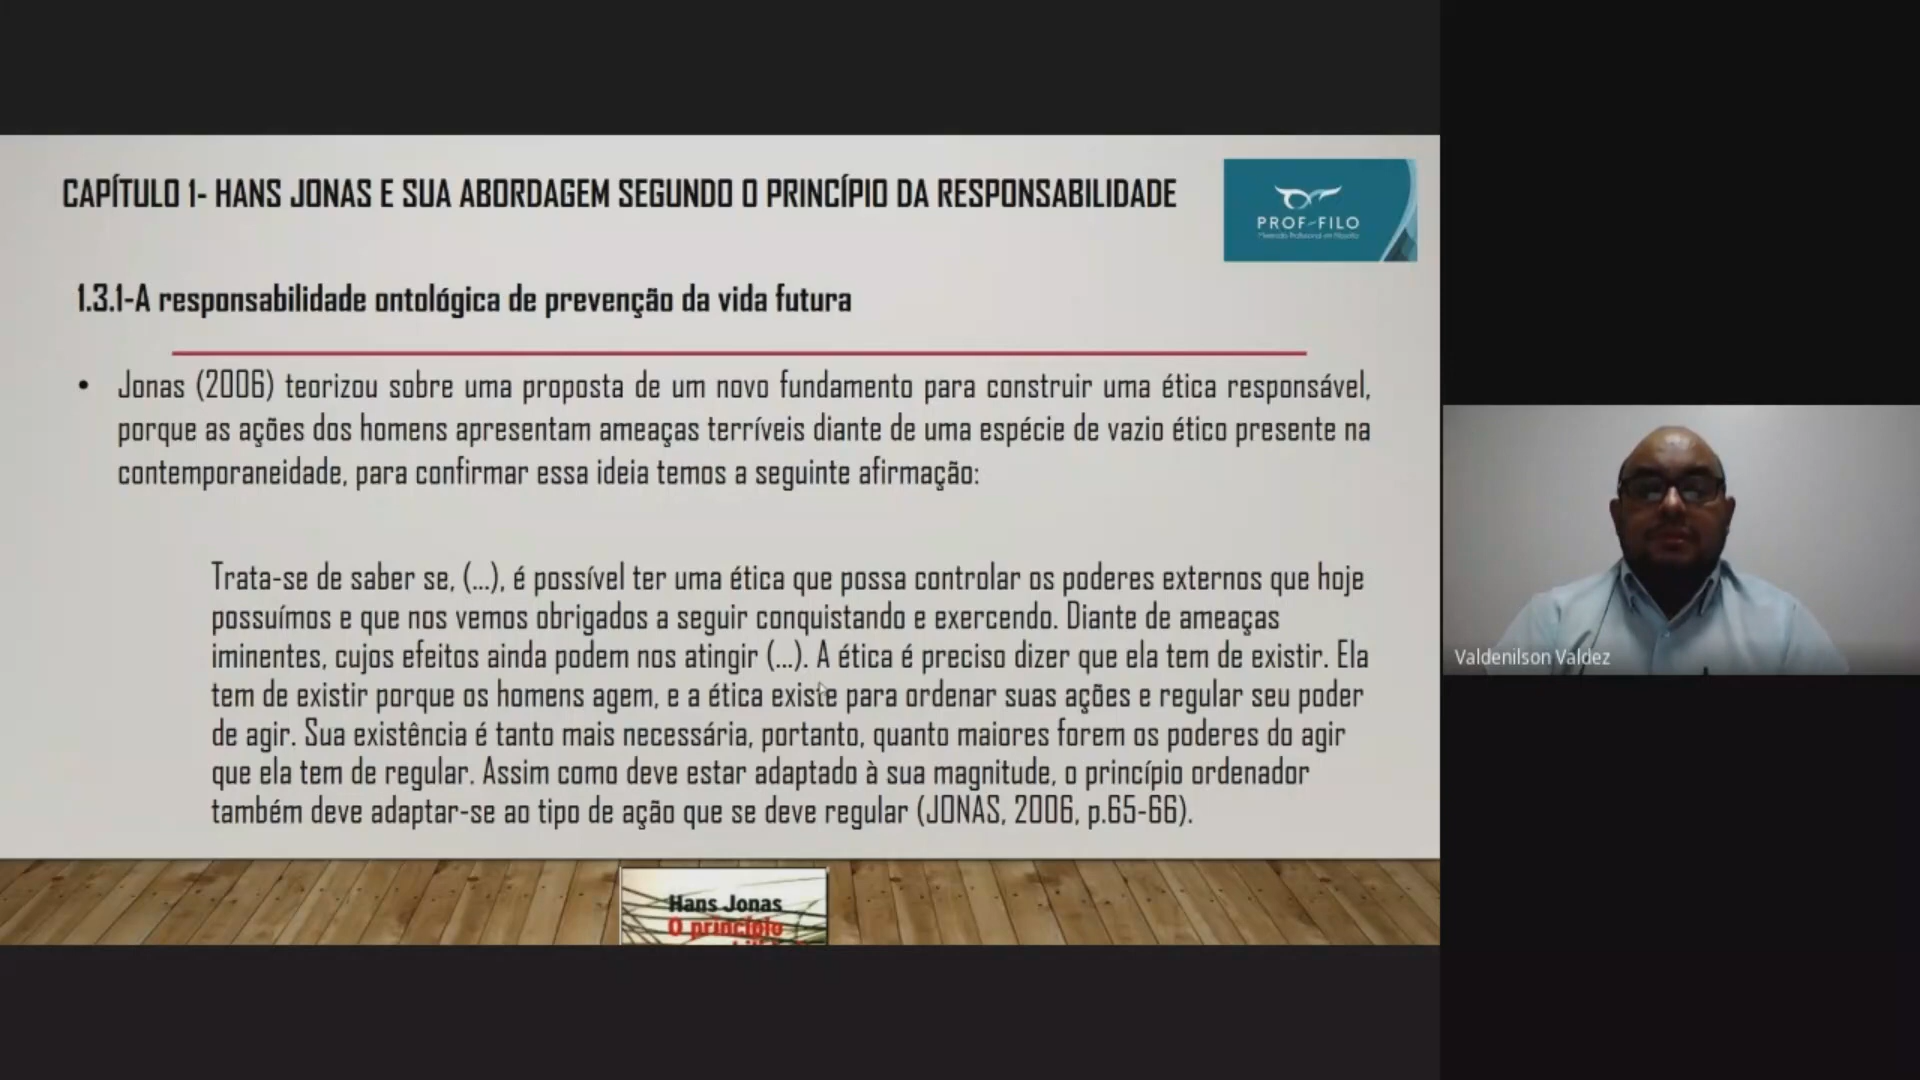 CAPÍTULO 1- HANS JONAS E SUA ABORDAGEM SEGUNDO O PRINCÍPIO DA RESPONSABILIDADE
PROF-FILO
Mestrado Profissional em Filosofia
1.3.1-A responsabilidade ontológica de prevenção da vida futura
• Jonas (2006) teorizou sobre uma proposta de um novo fundamento para construir uma ética responsável,
porque as ações dos homens apresentam ameaças terríveis diante de uma espécie de vazio ético presente na
contemporaneidade, para confirmar essa ideia temos a seguinte afirmação:
Trata-se de saber se, (...), é possível ter uma ética que possa controlar os poderes externos que hoje
possuímos e que nos vemos obrigados a seguir conquistando e exercendo. Diante de ameaças
iminentes, cujos efeitos ainda podem nos atingir (...). A ética é preciso dizer que ela tem de existir. Ela
tem de existir porque os homens agem, e a ética existe para ordenar suas ações e regular seu poder
de agir. Sua existência é tanto mais necessária, portanto, quanto maiores forem os poderes do agir
que ela tem de regular. Assim como deve estar adaptado à sua magnitude, o princípio ordenador
também deve adaptar-se ao tipo de ação que se deve regular (JONAS, 2006, p.65-66).
Hans Jonas
O princípio
Valdenilson Valdez